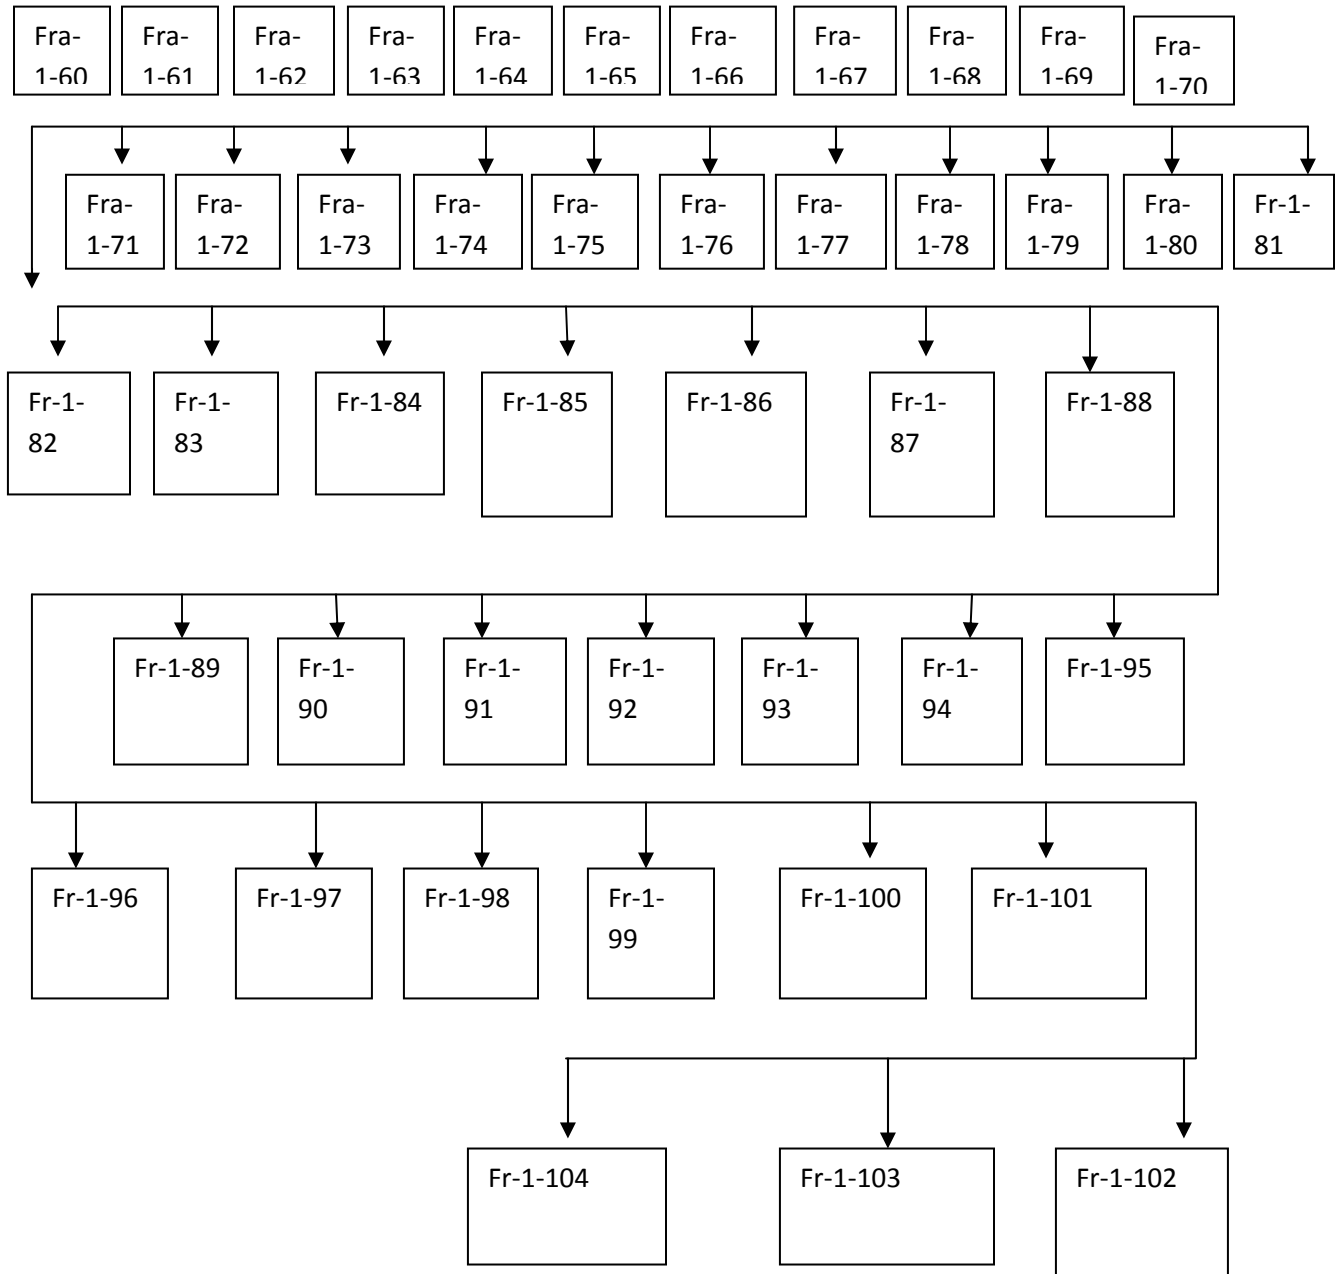 Fra-
1-60
Fra-
1-61
Fra-
1-62
Fra-
1-63
Fra-
1-64
Fra-
1-65
Fra-
1-66
Fra-
1-67
Fra-
1-68
Fra-
1-69
Fra-
1-70
Fra-
1-71
Fra-
1-72
Fra-
1-73
Fra-
1-74
Fra-
1-75
Fra-
1-76
Fra-
1-77
Fra-
1-78
Fra-
1-79
Fra-
1-80
Fr-1-
81
Fr-1-
82
Fr-1-
83
Fr-1-84
Fr-1-85
Fr-1-86
Fr-1-
87
Fr-1-88
Fr-1-89
Fr-1-
90
Fr-1-
91
Fr-1-
92
Fr-1-
93
Fr-1-
94
Fr-1-95
Fr-1-96
Fr-1-97
Fr-1-98
Fr-1-
99
Fr-1-100
Fr-1-101
Fr-1-104
Fr-1-103
Fr-1-102